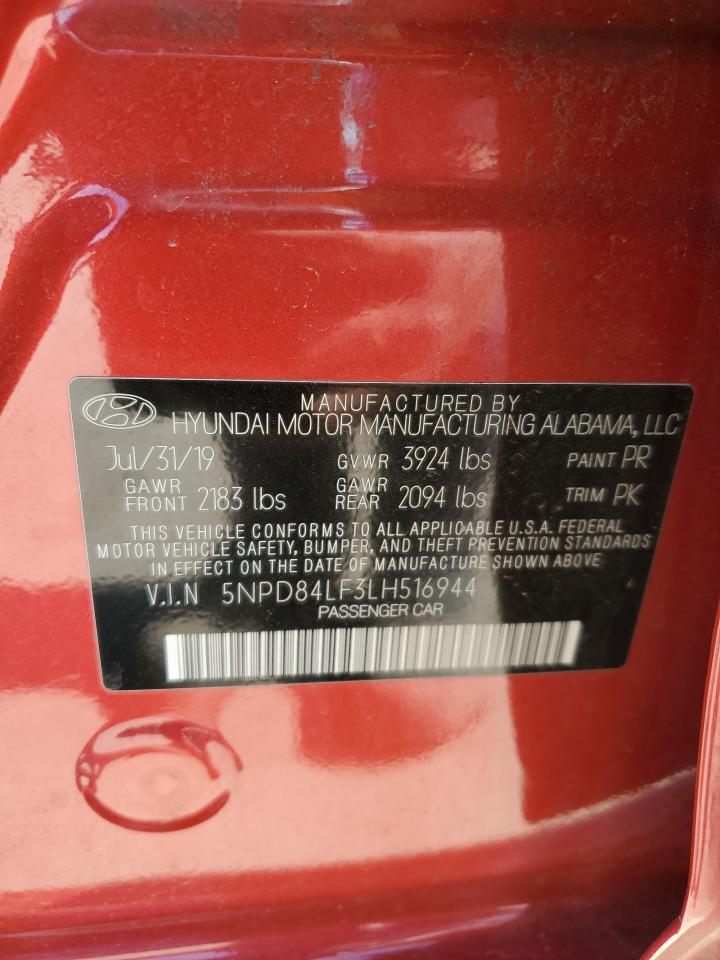 MANUFACTURED BY
HYUNDAI MOTOR MANUFACTURING ALABAMA, LLC
Jul/31/19 GVWR 3924 lbs PAINT PR
GAWR FRONT 2183 lbs GAWR REAR 2094 lbs TRIM PK
THIS VEHICLE CONFORMS TO ALL APPLICABLE U.S.A. FEDERAL
MOTOR VEHICLE SAFETY, BUMPER, AND THEFT PREVENTION STANDARDS
IN EFFECT ON THE DATE OF MANUFACTURE SHOWN ABOVE
V.I.N 5NPD84LF3LH516944
PASSENGER CAR